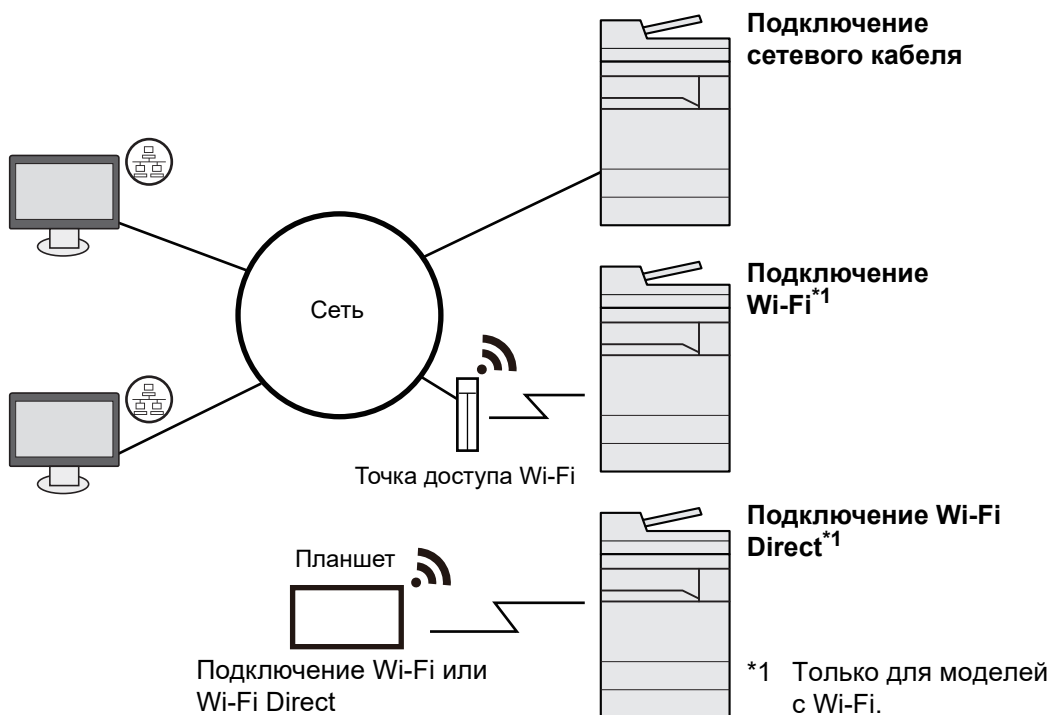 Подключение
сетевого кабеля
Сеть
Подключение
Wi-Fi*1
Точка доступа Wi-Fi
Подключение Wi-Fi
Direct*1
Планшет
Подключение Wi-Fi или
Wi-Fi Direct
*1 Только для моделей
с Wi-Fi.